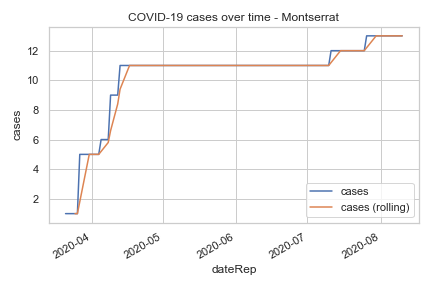 COVID-19 cases over time - Montserrat
cases
12
10
8
6
4
2
cases
cases (rolling)
2020-04
2020-05
2020-06
2020-07
2020-08
dateRep